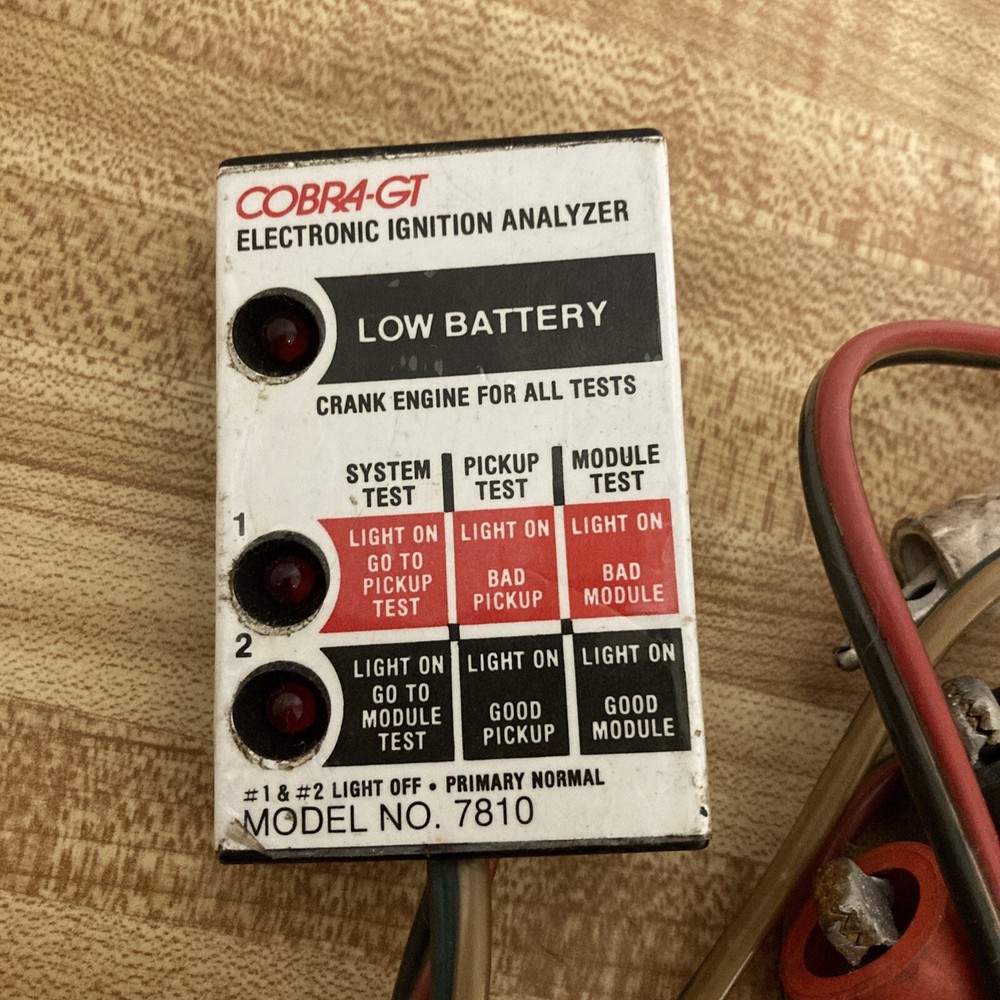 COBRA-GT
ELECTRONIC IGNITION ANALYZER
LOW BATTERY
CRANK ENGINE FOR ALL TESTS
SYSTEM TEST
PICKUP TEST
MODULE TEST
1
LIGHT ON
GO TO
PICKUP
TEST
LIGHT ON
BAD
PICKUP
LIGHT ON
BAD
MODULE
2
LIGHT ON
GO TO
MODULE
TEST
LIGHT ON
GOOD
PICKUP
LIGHT ON
GOOD
MODULE
#1 & #2 LIGHT OFF • PRIMARY NORMAL
MODEL NO. 7810